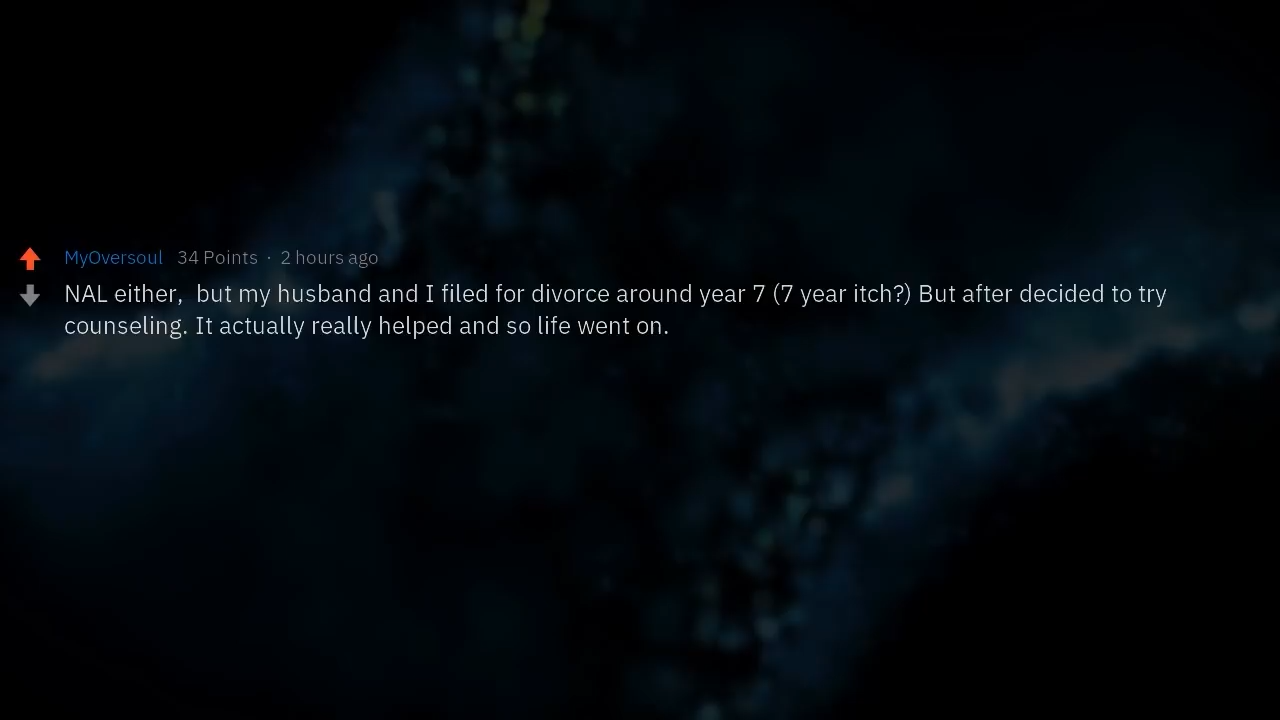 MyOversoul 34 Points · 2 hours ago
NAL either,  but my husband and I filed for divorce around year 7 (7 year itch?) But after decided to try
counseling. It actually really helped and so life went on.